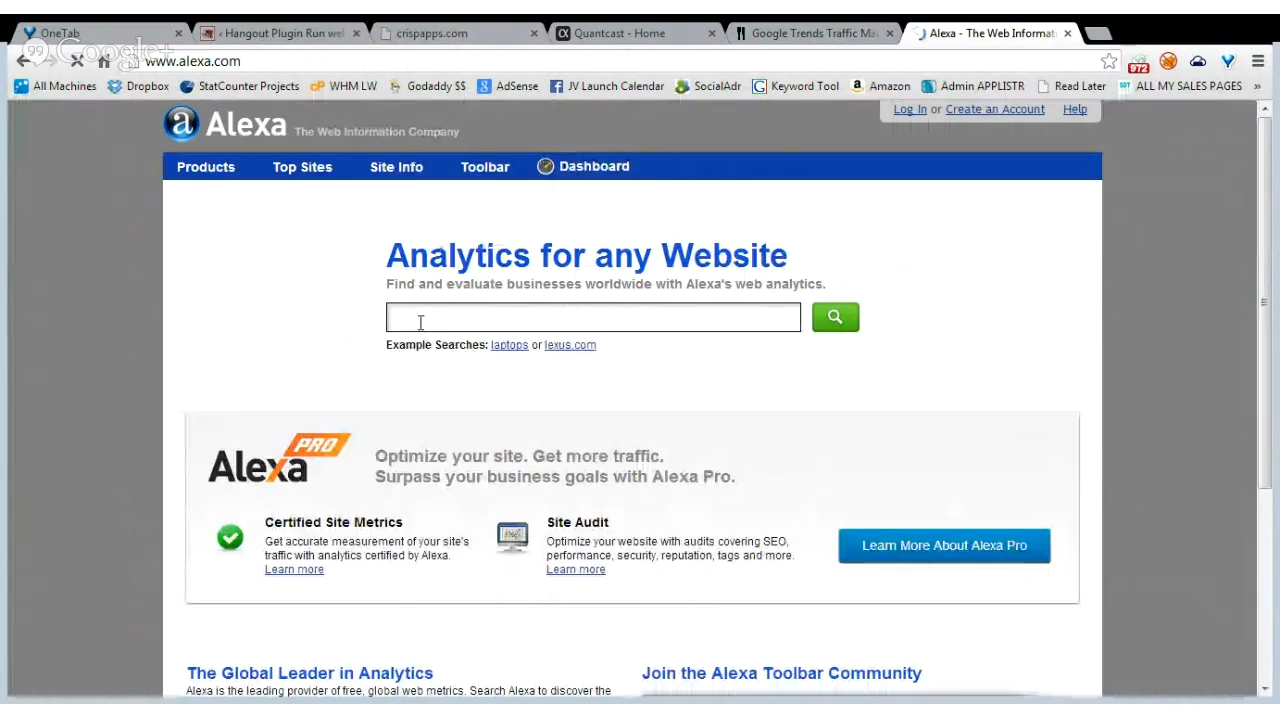 OneTab
‹ Hangout Plugin Run wel
crispapps.com
Quantcast - Home
Google Trends Traffic Ma
Alexa - The Web Informat
99 Google+
www.alexa.com
972
All Machines
Dropbox
StatCounter Projects
WHM LW
Godaddy $$
AdSense
JV Launch Calendar
SocialAdr
Keyword Tool
Amazon
Admin APPLISTR
Read Later
ALL MY SALES PAGES
»
Log In or Create an Account
Help
a Alexa The Web Information Company
Products
Top Sites
Site Info
Toolbar
Dashboard
Analytics for any Website
Find and evaluate businesses worldwide with Alexa's web analytics.
Example Searches: laptops or lexus.com
Alexa PRO
Optimize your site. Get more traffic.
Surpass your business goals with Alexa Pro.
Certified Site Metrics
Get accurate measurement of your site's
traffic with analytics certified by Alexa.
Learn more
Site Audit
Optimize your website with audits covering SEO,
performance, security, reputation, tags and more.
Learn more
Learn More About Alexa Pro
The Global Leader in Analytics
Alexa is the leading provider of free, global web metrics. Search Alexa to discover the
Join the Alexa Toolbar Community